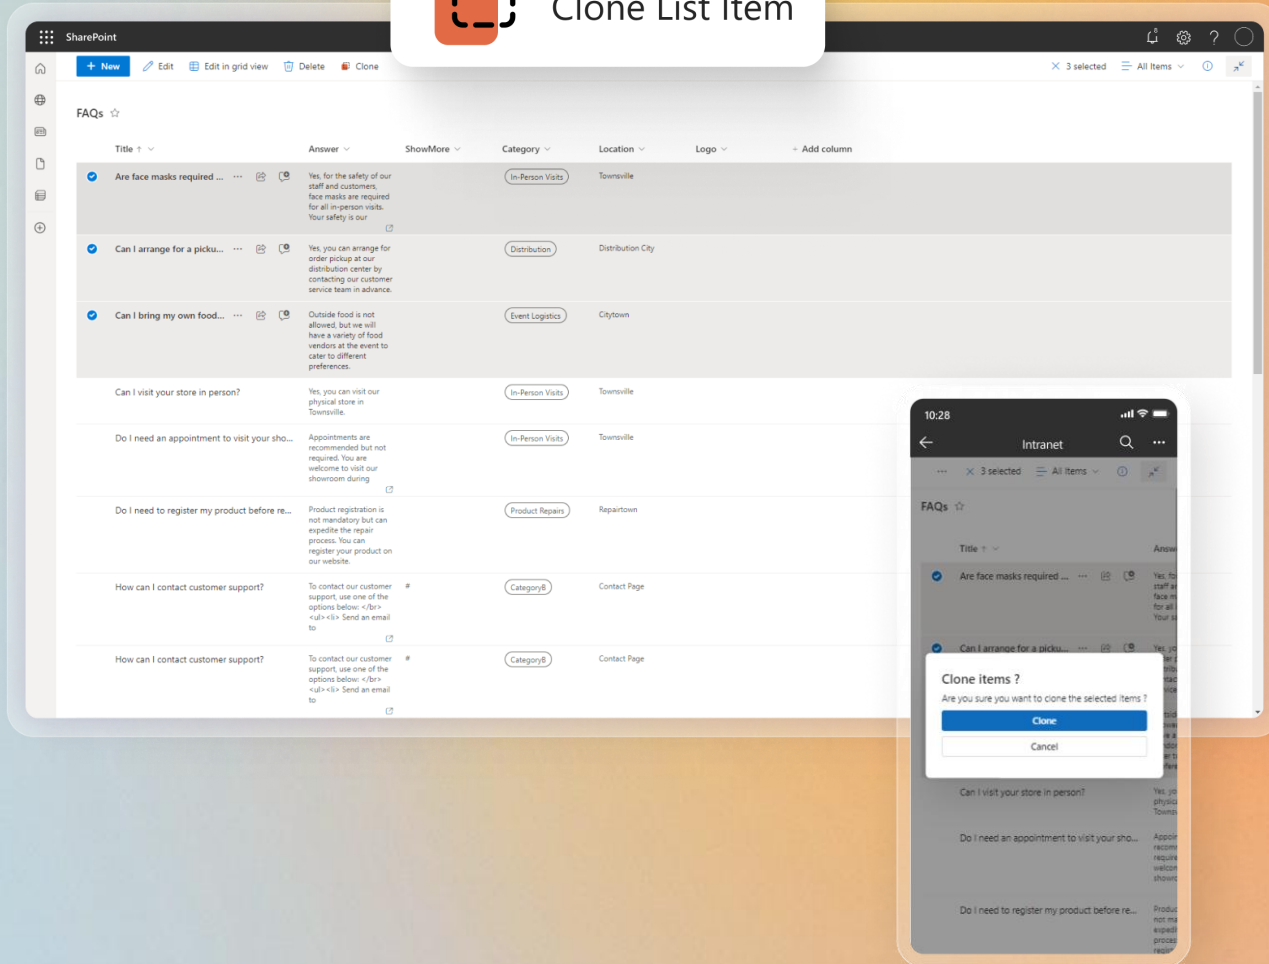 Clone List Item
SharePoint
+ New Edit Edit in grid view Delete Clone
3 selected All Items
FAQs
Title Answer ShowMore Category Location Logo + Add column
Are face masks required ...
Yes, for the safety of our
staff and customers,
face masks are required
for all in-person visits.
Your safety is our
In-Person Visits
Townsville
Can I arrange for a picku...
Yes, you can arrange for
order pickup at our
distribution center by
contacting our customer
service team in advance.
Distribution
Distribution City
Can I bring my own food...
Outside food is not
allowed, but we will
have a variety of food
vendors at the event to
cater to different
preferences.
Event Logistics
Citytown
Can I visit your store in person?
Yes, you can visit our
physical store in
Townsville.
In-Person Visits
Townsville
Do I need an appointment to visit your sho...
Appointments are
recommended but not
required. You are
welcome to visit our
showroom during
In-Person Visits
Townsville
Do I need to register my product before re...
Product registration is
not mandatory but can
expedite the repair
process. You can
register your product on
our website.
Product Repairs
Repairtown
How can I contact customer support?
To contact our customer
support, use one of the
options below: </br>
<ul><li> Send an email
to
#
CategoryB
Contact Page
How can I contact customer support?
To contact our customer
support, use one of the
options below: </br>
<ul><li> Send an email
to
#
CategoryB
Contact Page
10:28
Intranet
3 selected All Items
FAQs
Title
Are face masks required ...
Yes,
face
for all
Your
Can I arrange for a picku...
Clone items ?
Are you sure you want to clone the selected items ?
Clone
Cancel
Can I visit your store in person?
Do I need an appointment to visit your sho...
Do I need to register my product before re...